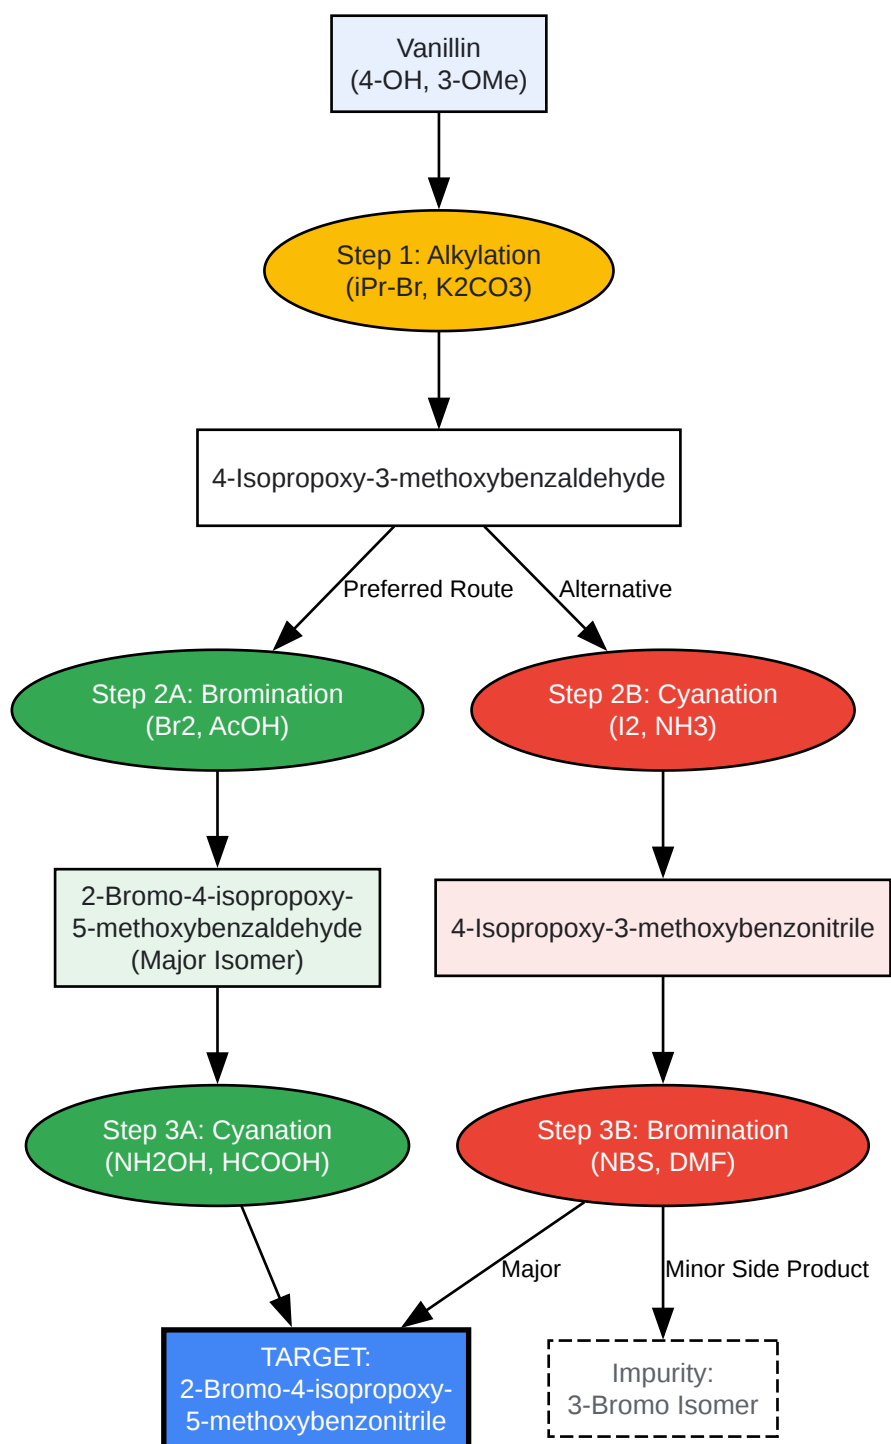 Vanillin
(4-OH, 3-OMe)
Step 1: Alkylation
(iPr-Br, K2CO3)
4-Isopropoxy-3-methoxybenzaldehyde
Preferred Route
Alternative
Step 2A: Bromination
(Br2, AcOH)
Step 2B: Cyanation
(I2, NH3)
2-Bromo-4-isopropoxy-
5-methoxybenzaldehyde
(Major Isomer)
4-Isopropoxy-3-methoxybenzonitrile
Step 3A: Cyanation
(NH2OH, HCOOH)
Step 3B: Bromination
(NBS, DMF)
Major
Minor Side Product
TARGET:
2-Bromo-4-isopropoxy-
5-methoxybenzonitrile
Impurity:
3-Bromo Isomer